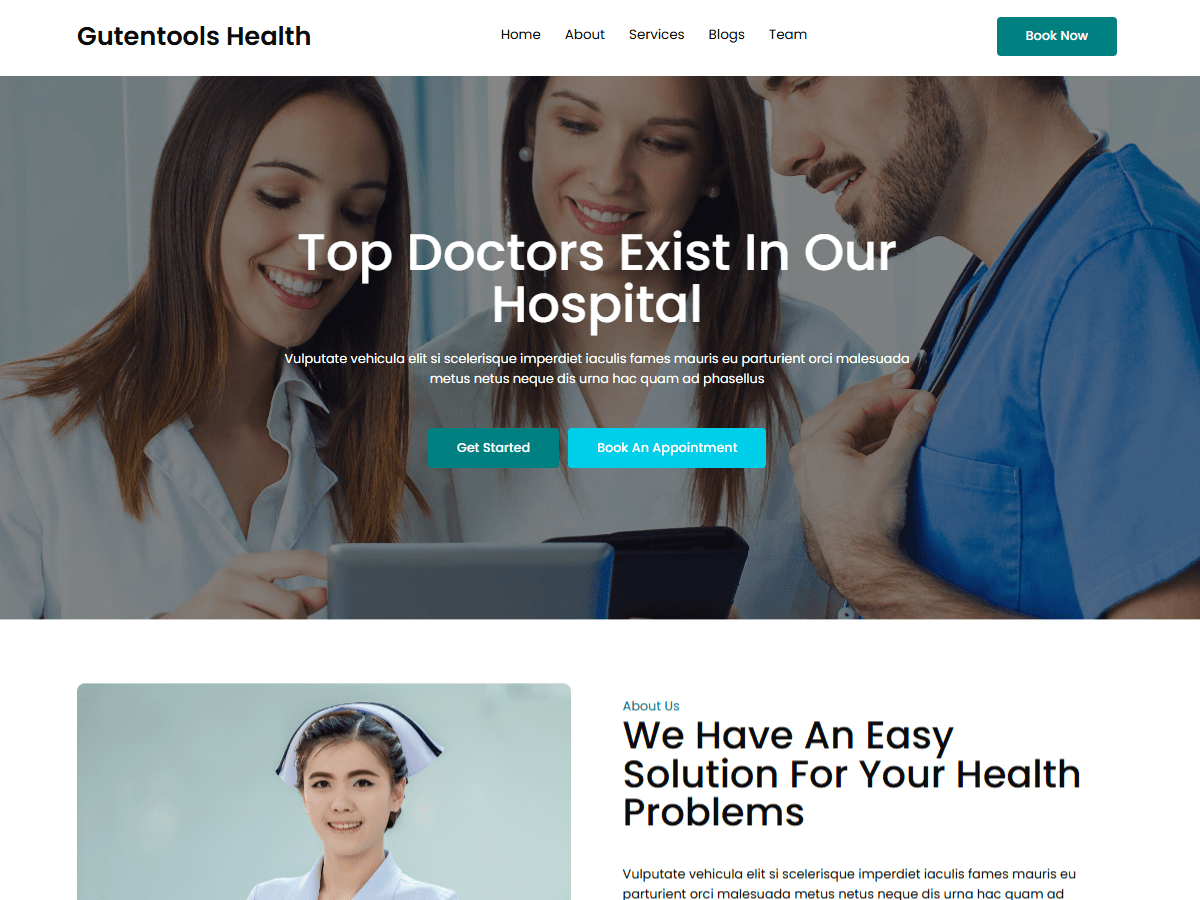 Gutentools Health
Home About Services Blogs Team
Book Now
Top Doctors Exist In Our
Hospital
Vulputate vehicula elit si scelerisque imperdiet iaculis fames mauris eu parturient orci malesuada
metus netus neque dis urna hac quam ad phasellus
Get Started
Book An Appointment
About Us
We Have An Easy
Solution For Your Health
Problems
Vulputate vehicula elit si scelerisque imperdiet iaculis fames mauris eu
parturient orci malesuada metus netus neque dis urna hac quam ad